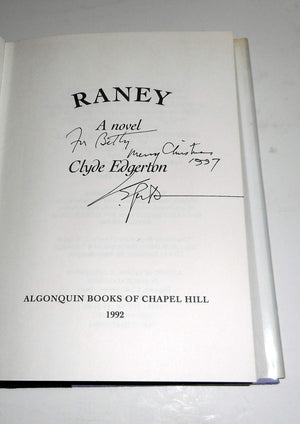 RANEY
A novel
For Betty
Merry Christmas
1997
Clyde Edgerton
ALGONQUIN BOOKS OF CHAPEL HILL
1992